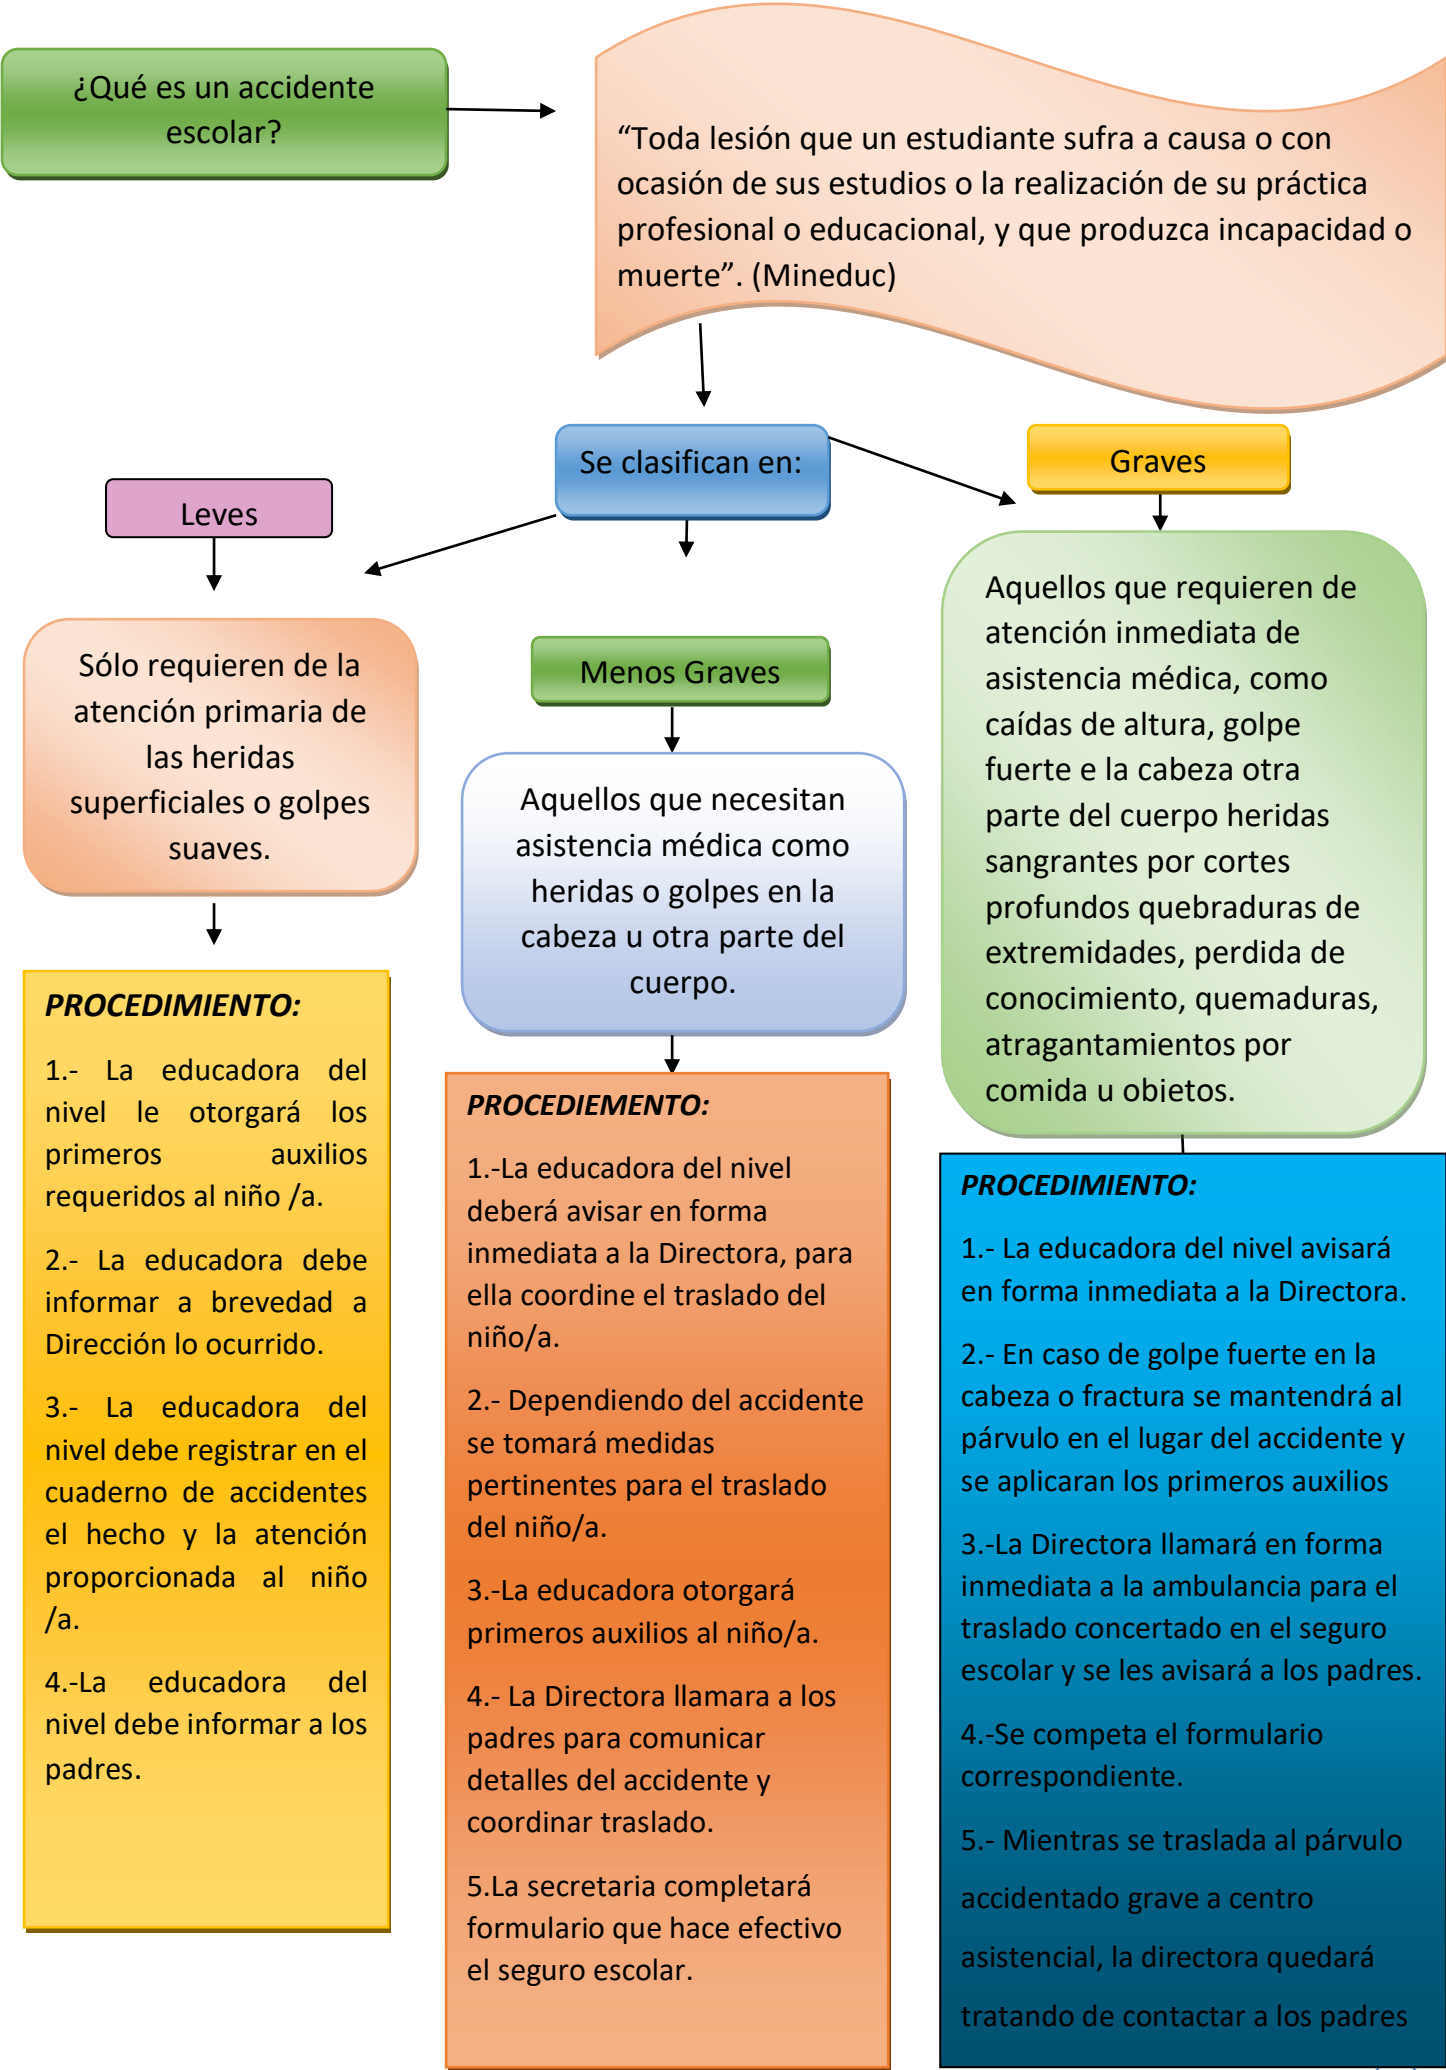 ¿Qué es un accidente
escolar?
“Toda lesión que un estudiante sufra a causa o con
ocasión de sus estudios o la realización de su práctica
profesional o educacional, y que produzca incapacidad o
muerte”. (Mineduc)
Se clasifican en:
Leves
Sólo requieren de la
atención primaria de
las heridas
superficiales o golpes
suaves.
PROCEDIMIENTO:
1.- La educadora del
nivel le otorgará los
primeros auxilios
requeridos al niño /a.
2.- La educadora debe
informar a brevedad a
Dirección lo ocurrido.
3.- La educadora del
nivel debe registrar en el
cuaderno de accidentes
el hecho y la atención
proporcionada al niño
/a.
4.-La educadora del
nivel debe informar a los
padres.
Menos Graves
Aquellos que necesitan
asistencia médica como
heridas o golpes en la
cabeza u otra parte del
cuerpo.
PROCEDIEMENTO:
1.-La educadora del nivel
deberá avisar en forma
inmediata a la Directora, para
ella coordine el traslado del
niño/a.
2.- Dependiendo del accidente
se tomará medidas
pertinentes para el traslado
del niño/a.
3.-La educadora otorgará
primeros auxilios al niño/a.
4.- La Directora llamara a los
padres para comunicar
detalles del accidente y
coordinar traslado.
5.La secretaria completará
formulario que hace efectivo
el seguro escolar.
Graves
Aquellos que requieren de
atención inmediata de
asistencia médica, como
caídas de altura, golpe
fuerte e la cabeza otra
parte del cuerpo heridas
sangrantes por cortes
profundos quebraduras de
extremidades, perdida de
conocimiento, quemaduras,
atragantamientos por
comida u objetos.
PROCEDIMIENTO:
1.- La educadora del nivel avisará
en forma inmediata a la Directora.
2.- En caso de golpe fuerte en la
cabeza o fractura se mantendrá al
párvulo en el lugar del accidente y
se aplicaran los primeros auxilios
3.-La Directora llamará en forma
inmediata a la ambulancia para el
traslado concertado en el seguro
escolar y se les avisará a los padres.
4.-Se competa el formulario
correspondiente.
5.- Mientras se traslada al párvulo
accidentado grave a centro
asistencial, la directora quedará
tratando de contactar a los padres